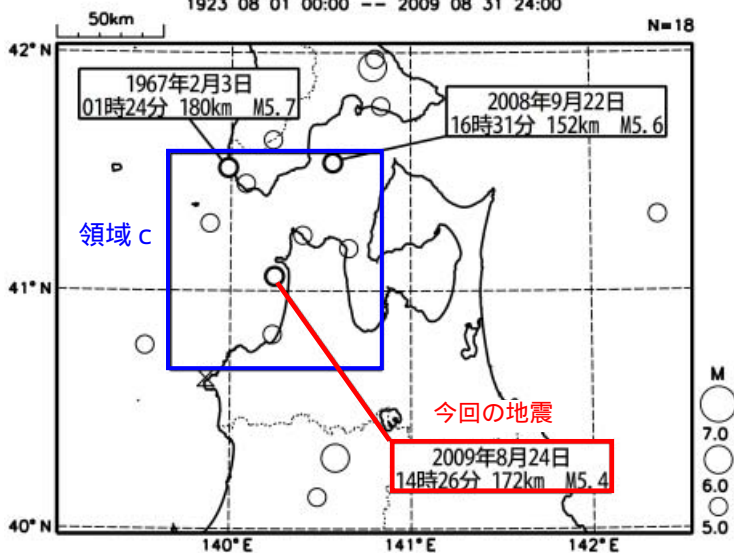 1923 08 01 00:00 -- 2009 08 31 24:00
50km
N=18
42°N
1967年2月3日
01時24分 180km M5.7
2008年9月22日
16時31分 152km M5.6
領域c
41°N
今回の地震
2009年8月24日
14時26分 172km M5.4
M
7.0
6.0
5.0
40°N
140°E
141°E
142°E